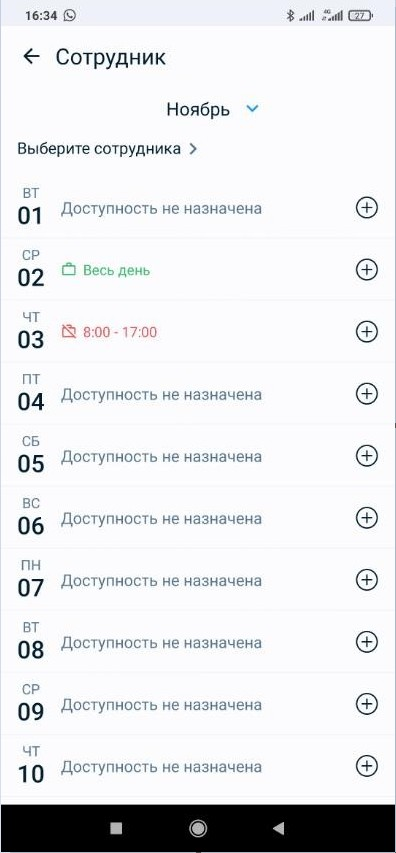 16:34 4G 27
Сотрудник
Ноябрь
Выберите сотрудника
ВТ
01 Доступность не назначена
СР
02 Весь день
ЧТ
03 8:00 - 17:00
ПТ
04 Доступность не назначена
СБ
05 Доступность не назначена
ВС
06 Доступность не назначена
ПН
07 Доступность не назначена
ВТ
08 Доступность не назначена
СР
09 Доступность не назначена
ЧТ
10 Доступность не назначена